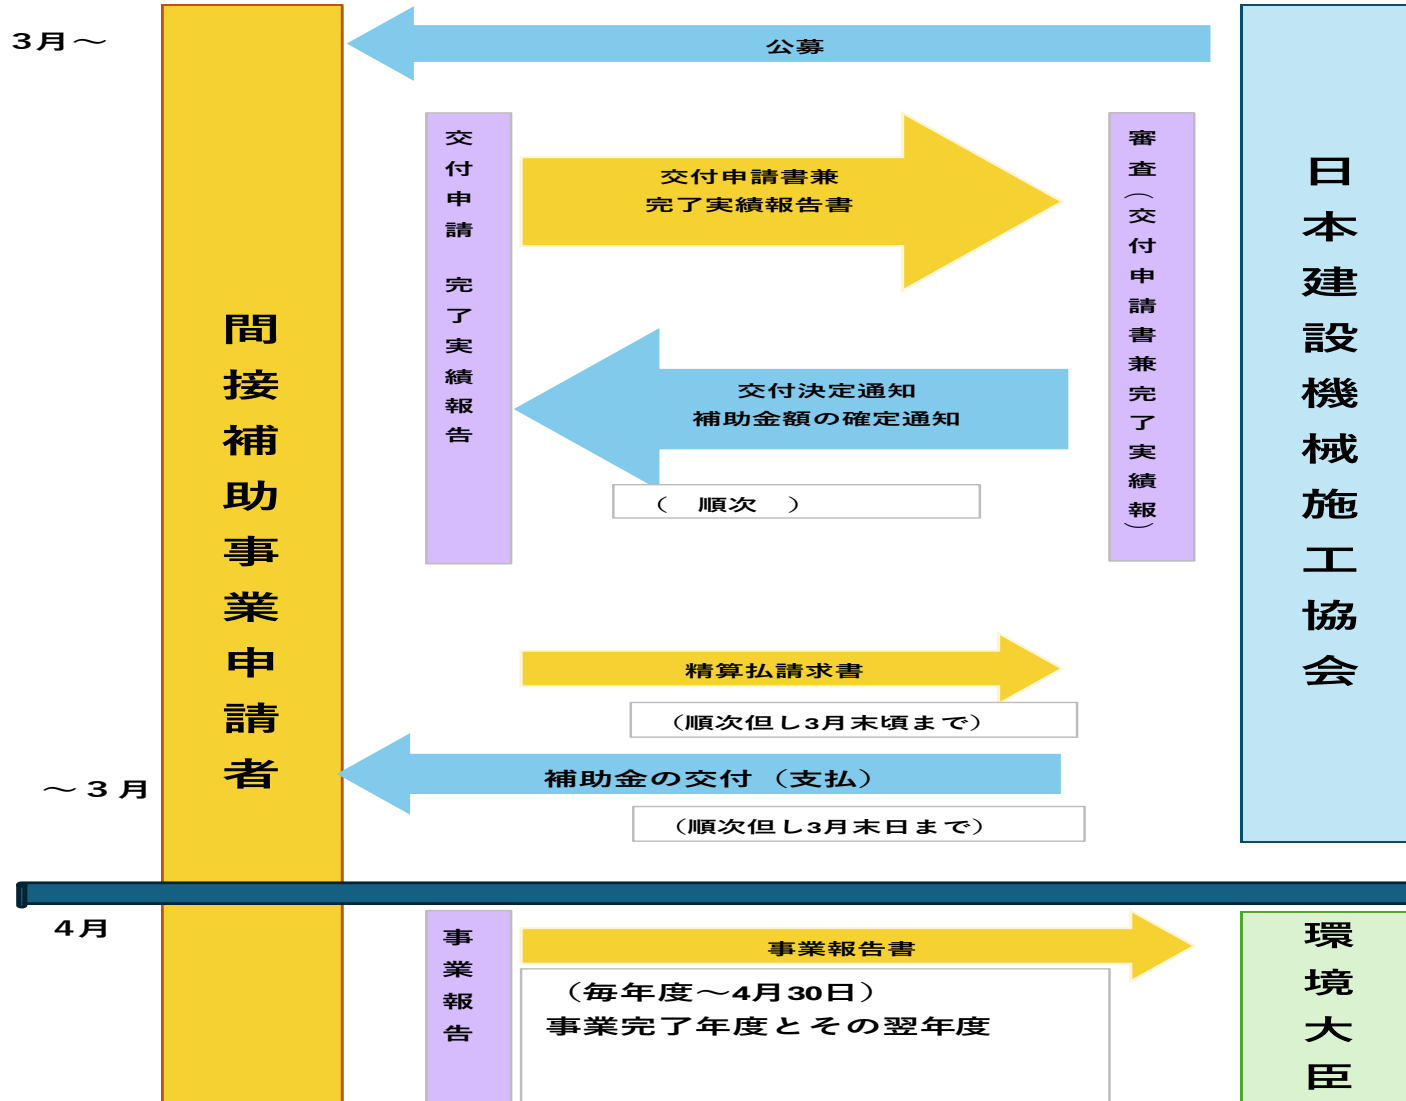 3月～
公募
交付申請　完了実績報告
交付申請書兼
完了実績報告書
審査（交付申請書兼完了実績報）
日本建設機械施工協会
間接補助事業申請者
交付決定通知
補助金額の確定通知
（　順次　）
精算払請求書
（順次但し3月末頃まで）
～3月
補助金の交付（支払）
（順次但し3月末日まで）
4月
事業報告
事業報告書
（毎年度～4月30日）
事業完了年度とその翌年度
環境大臣